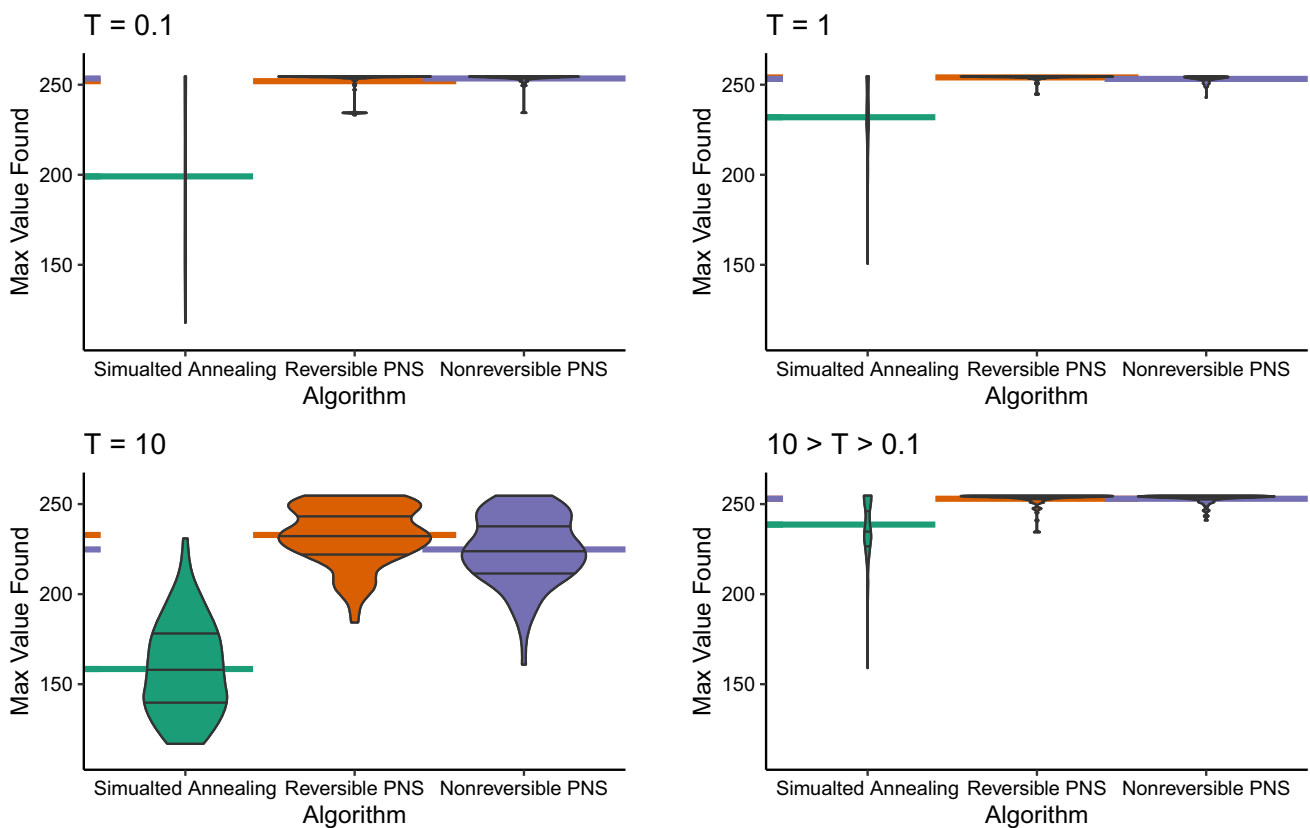 T = 0.1
250
200
150
Max Value Found
Simualted Annealing Reversible PNS Nonreversible PNS
Algorithm
T = 1
250
200
150
Max Value Found
Simualted Annealing Reversible PNS Nonreversible PNS
Algorithm
T = 10
250
200
150
Max Value Found
Simualted Annealing Reversible PNS Nonreversible PNS
Algorithm
10 > T > 0.1
250
200
150
Max Value Found
Simualted Annealing Reversible PNS Nonreversible PNS
Algorithm